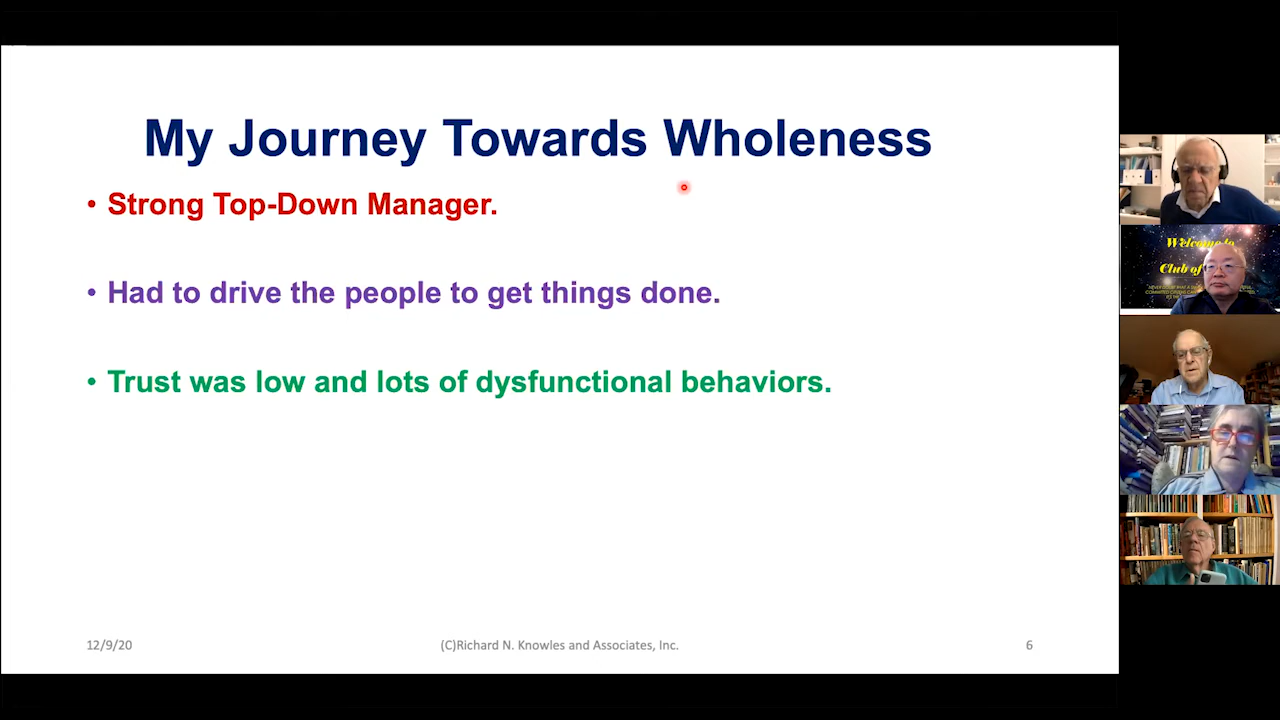 My Journey Towards Wholeness
• Strong Top-Down Manager.
• Had to drive the people to get things done.
• Trust was low and lots of dysfunctional behaviors.
12/9/20
(C)Richard N. Knowles and Associates, Inc.
6
Welcome to
Club of